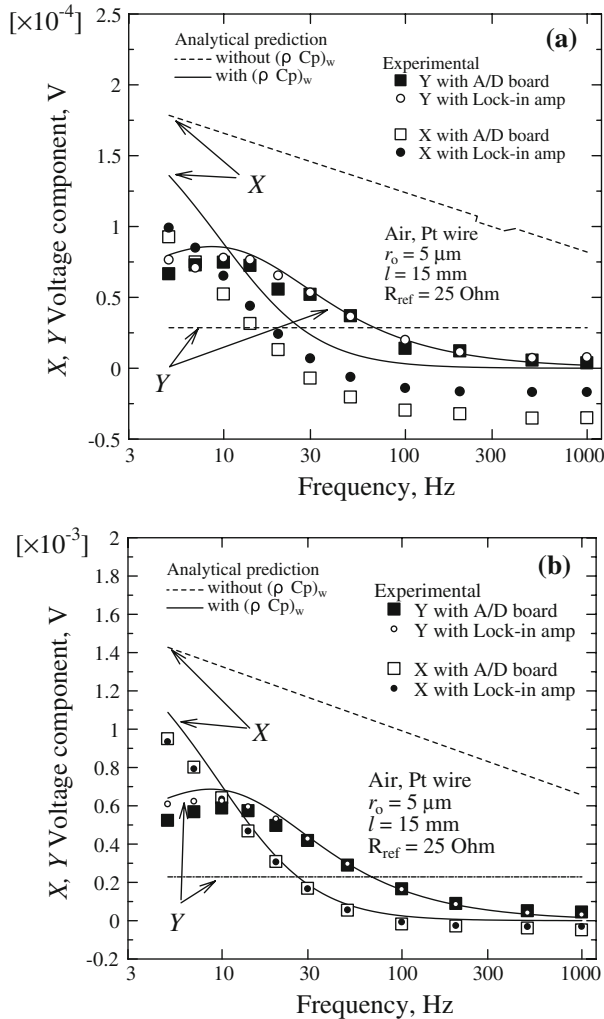 [×10⁻⁴]
(a)
X, Y Voltage component, V
2.5
2
1.5
1
0.5
0
-0.5
Analytical prediction
without (ρ Cp)w
with (ρ Cp)w
Experimental
Y with A/D board
Y with Lock-in amp
X with A/D board
X with Lock-in amp
X
Air, Pt wire
rₒ = 5 μm
l = 15 mm
R_ref = 25 Ohm
Y
3 10 30 100 300 1000
Frequency, Hz
[×10⁻³]
(b)
X, Y Voltage component, V
2
1.8
1.6
1.4
1.2
1
0.8
0.6
0.4
0.2
0
-0.2
Analytical prediction
without (ρ Cp)w
with (ρ Cp)w
Experimental
Y with A/D board
Y with Lock-in amp
X with A/D board
X with Lock-in amp
X
Air, Pt wire
rₒ = 5 μm
l = 15 mm
R_ref = 25 Ohm
Y
3 10 30 100 300 1000
Frequency, Hz